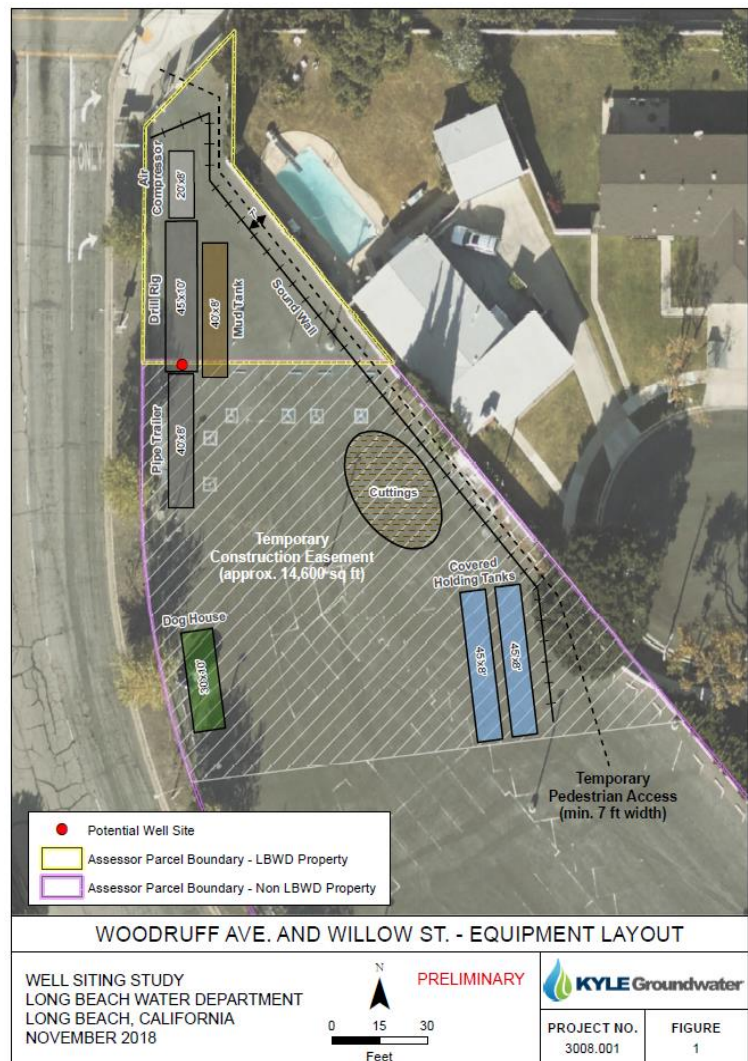 ONLY
Air
Compressor
20'x8'
Drill Rig
45'x10'
40'x8'
Mud Tank
7'
Sound Wall
Pipe Trailer
40'x8'
Cuttings
Temporary
Construction Easement
(approx. 14,600 sq ft)
Covered
Holding Tanks
Dog House
30'x10'
45'x8'
45'x8'
Temporary
Pedestrian Access
(min. 7 ft width)
Potential Well Site
Assessor Parcel Boundary - LBWD Property
Assessor Parcel Boundary - Non LBWD Property
WOODRUFF AVE. AND WILLOW ST. - EQUIPMENT LAYOUT
WELL SITING STUDY
LONG BEACH WATER DEPARTMENT
LONG BEACH, CALIFORNIA
NOVEMBER 2018
N
0 15 30
Feet
PRELIMINARY
KYLE Groundwater
PROJECT NO.
3008.001
FIGURE
1